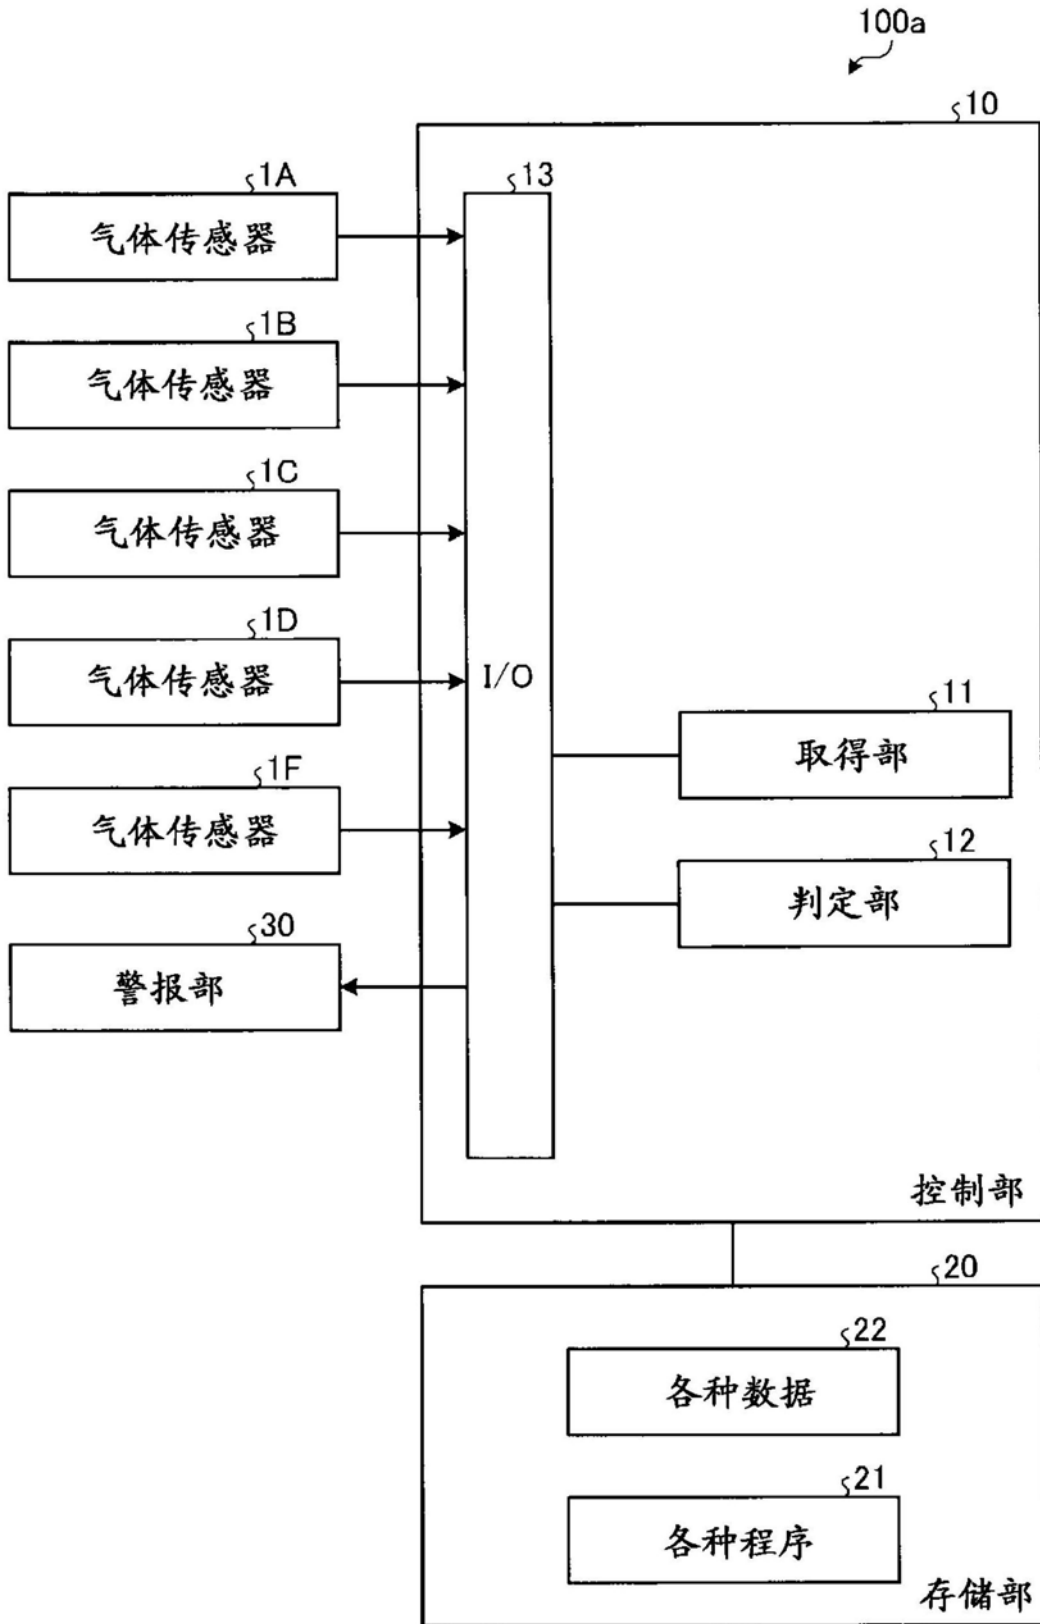 100a
10
1A
气体传感器
13
1B
气体传感器
1C
气体传感器
1D
气体传感器
I/O
11
取得部
1F
气体传感器
12
判定部
30
警报部
控制部
20
22
各种数据
21
各种程序
存储部